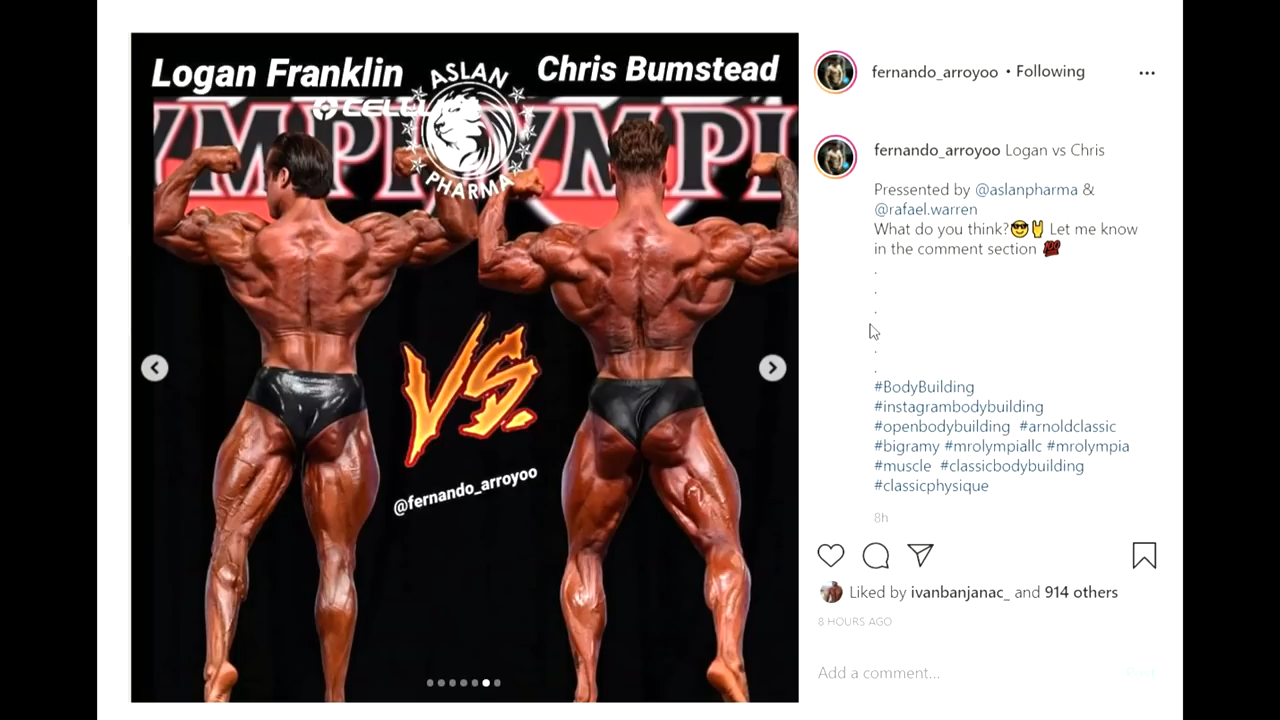 Logan Franklin
Chris Bumstead
ASLAN
PHARMA
VS.
@fernando_arroyoo
fernando_arroyoo • Following
fernando_arroyoo Logan vs Chris
Pressented by @aslanpharma &
@rafael.warren
What do you think?😎🤘 Let me know
in the comment section 💯
.
.
.
.
.
#BodyBuilding
#instagrambodybuilding
#openbodybuilding #arnoldclassic
#bigramy #mrolympiallc #mrolympia
#muscle #classicbodybuilding
#classicphysique
8h
Liked by ivanbanjanac_ and 914 others
8 HOURS AGO
Add a comment...
Post